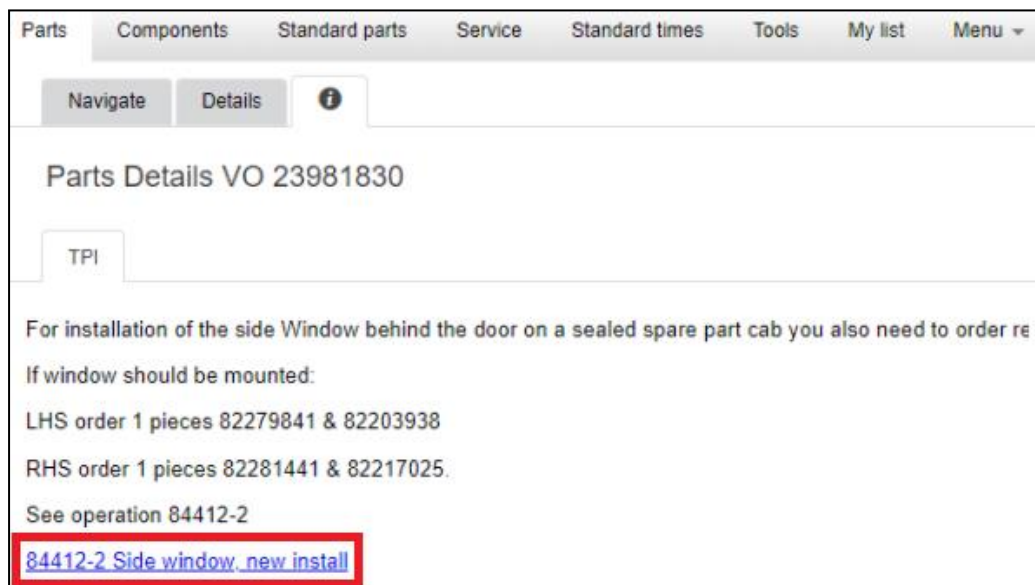 Parts Components Standard parts Service Standard times Tools My list Menu
Navigate Details
Parts Details VO 23981830
TPI
For installation of the side Window behind the door on a sealed spare part cab you also need to order re
If window should be mounted:
LHS order 1 pieces 82279841 & 82203938
RHS order 1 pieces 82281441 & 82217025.
See operation 84412-2
84412-2 Side window, new install